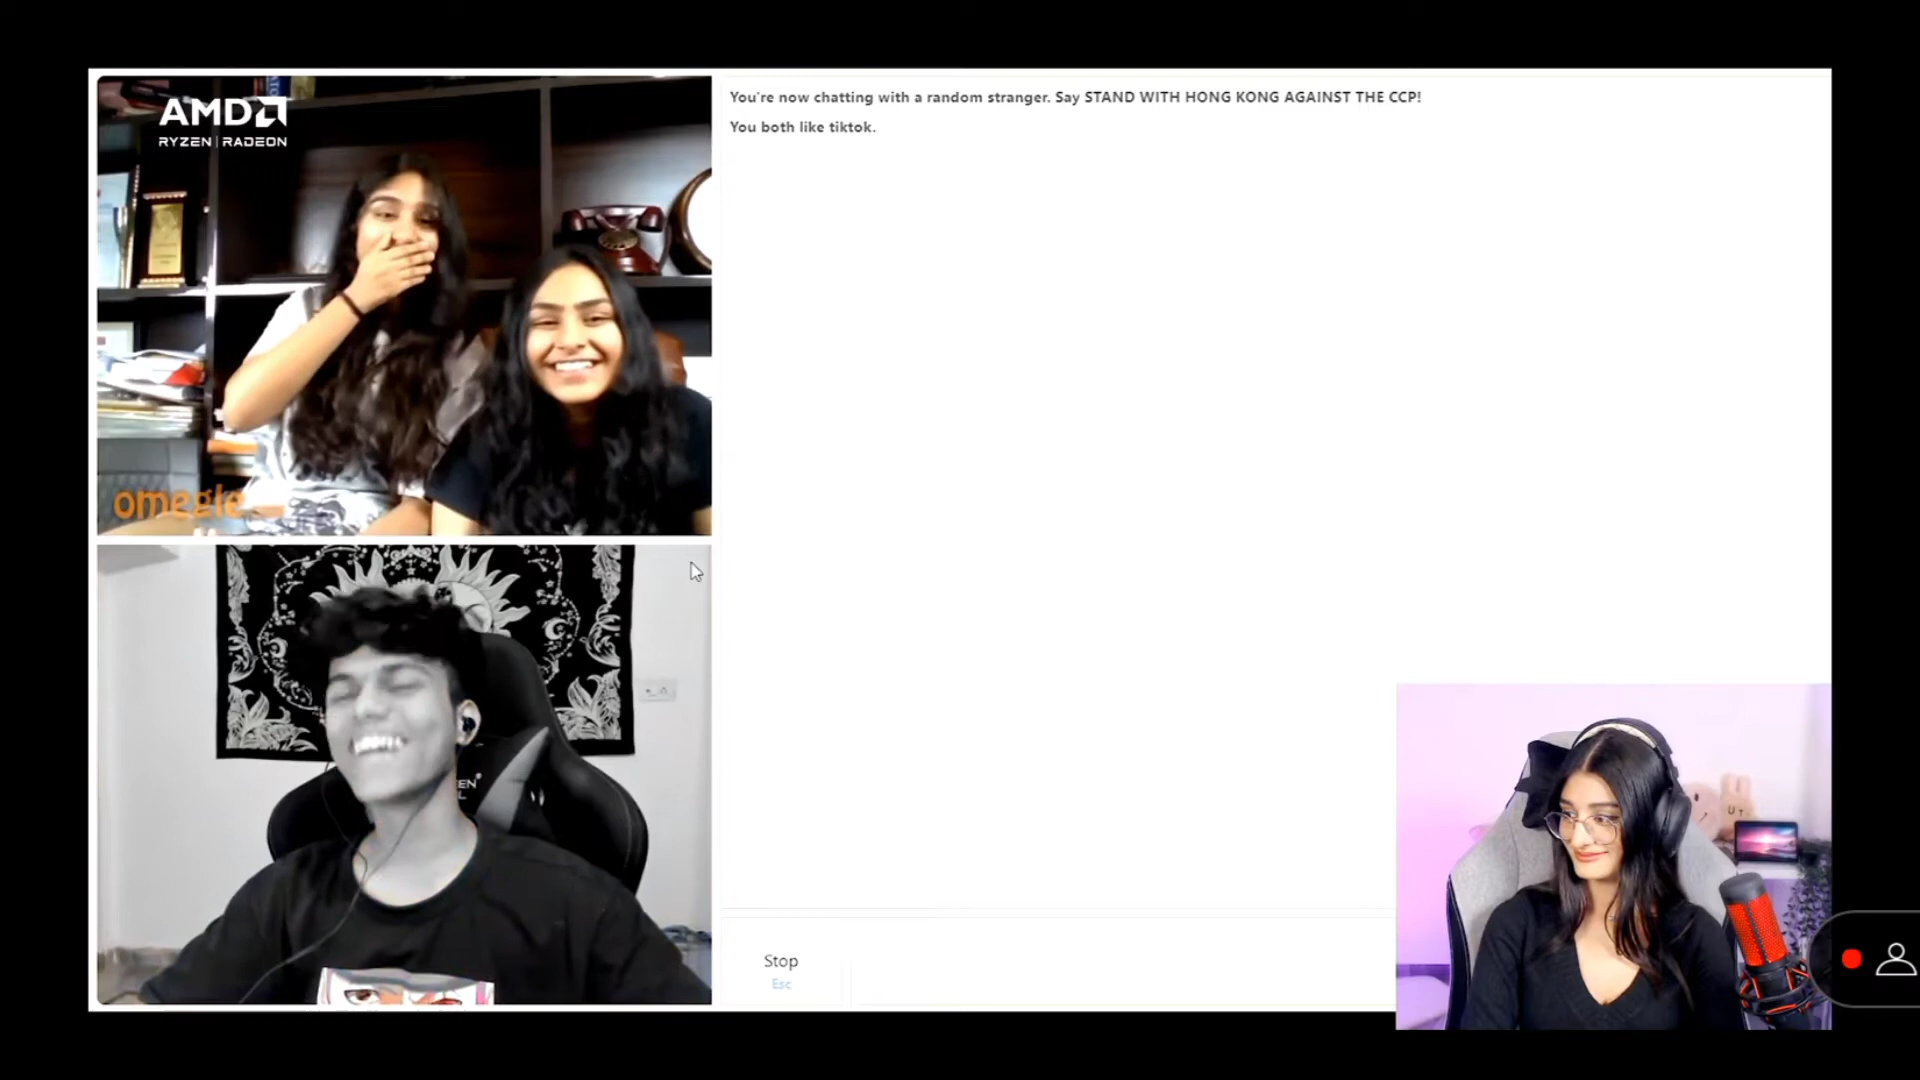 AMD
RYZEN | RADEON
You're now chatting with a random stranger. Say STAND WITH HONG KONG AGAINST THE CCP!
You both like tiktok.
omegle
Stop
Esc